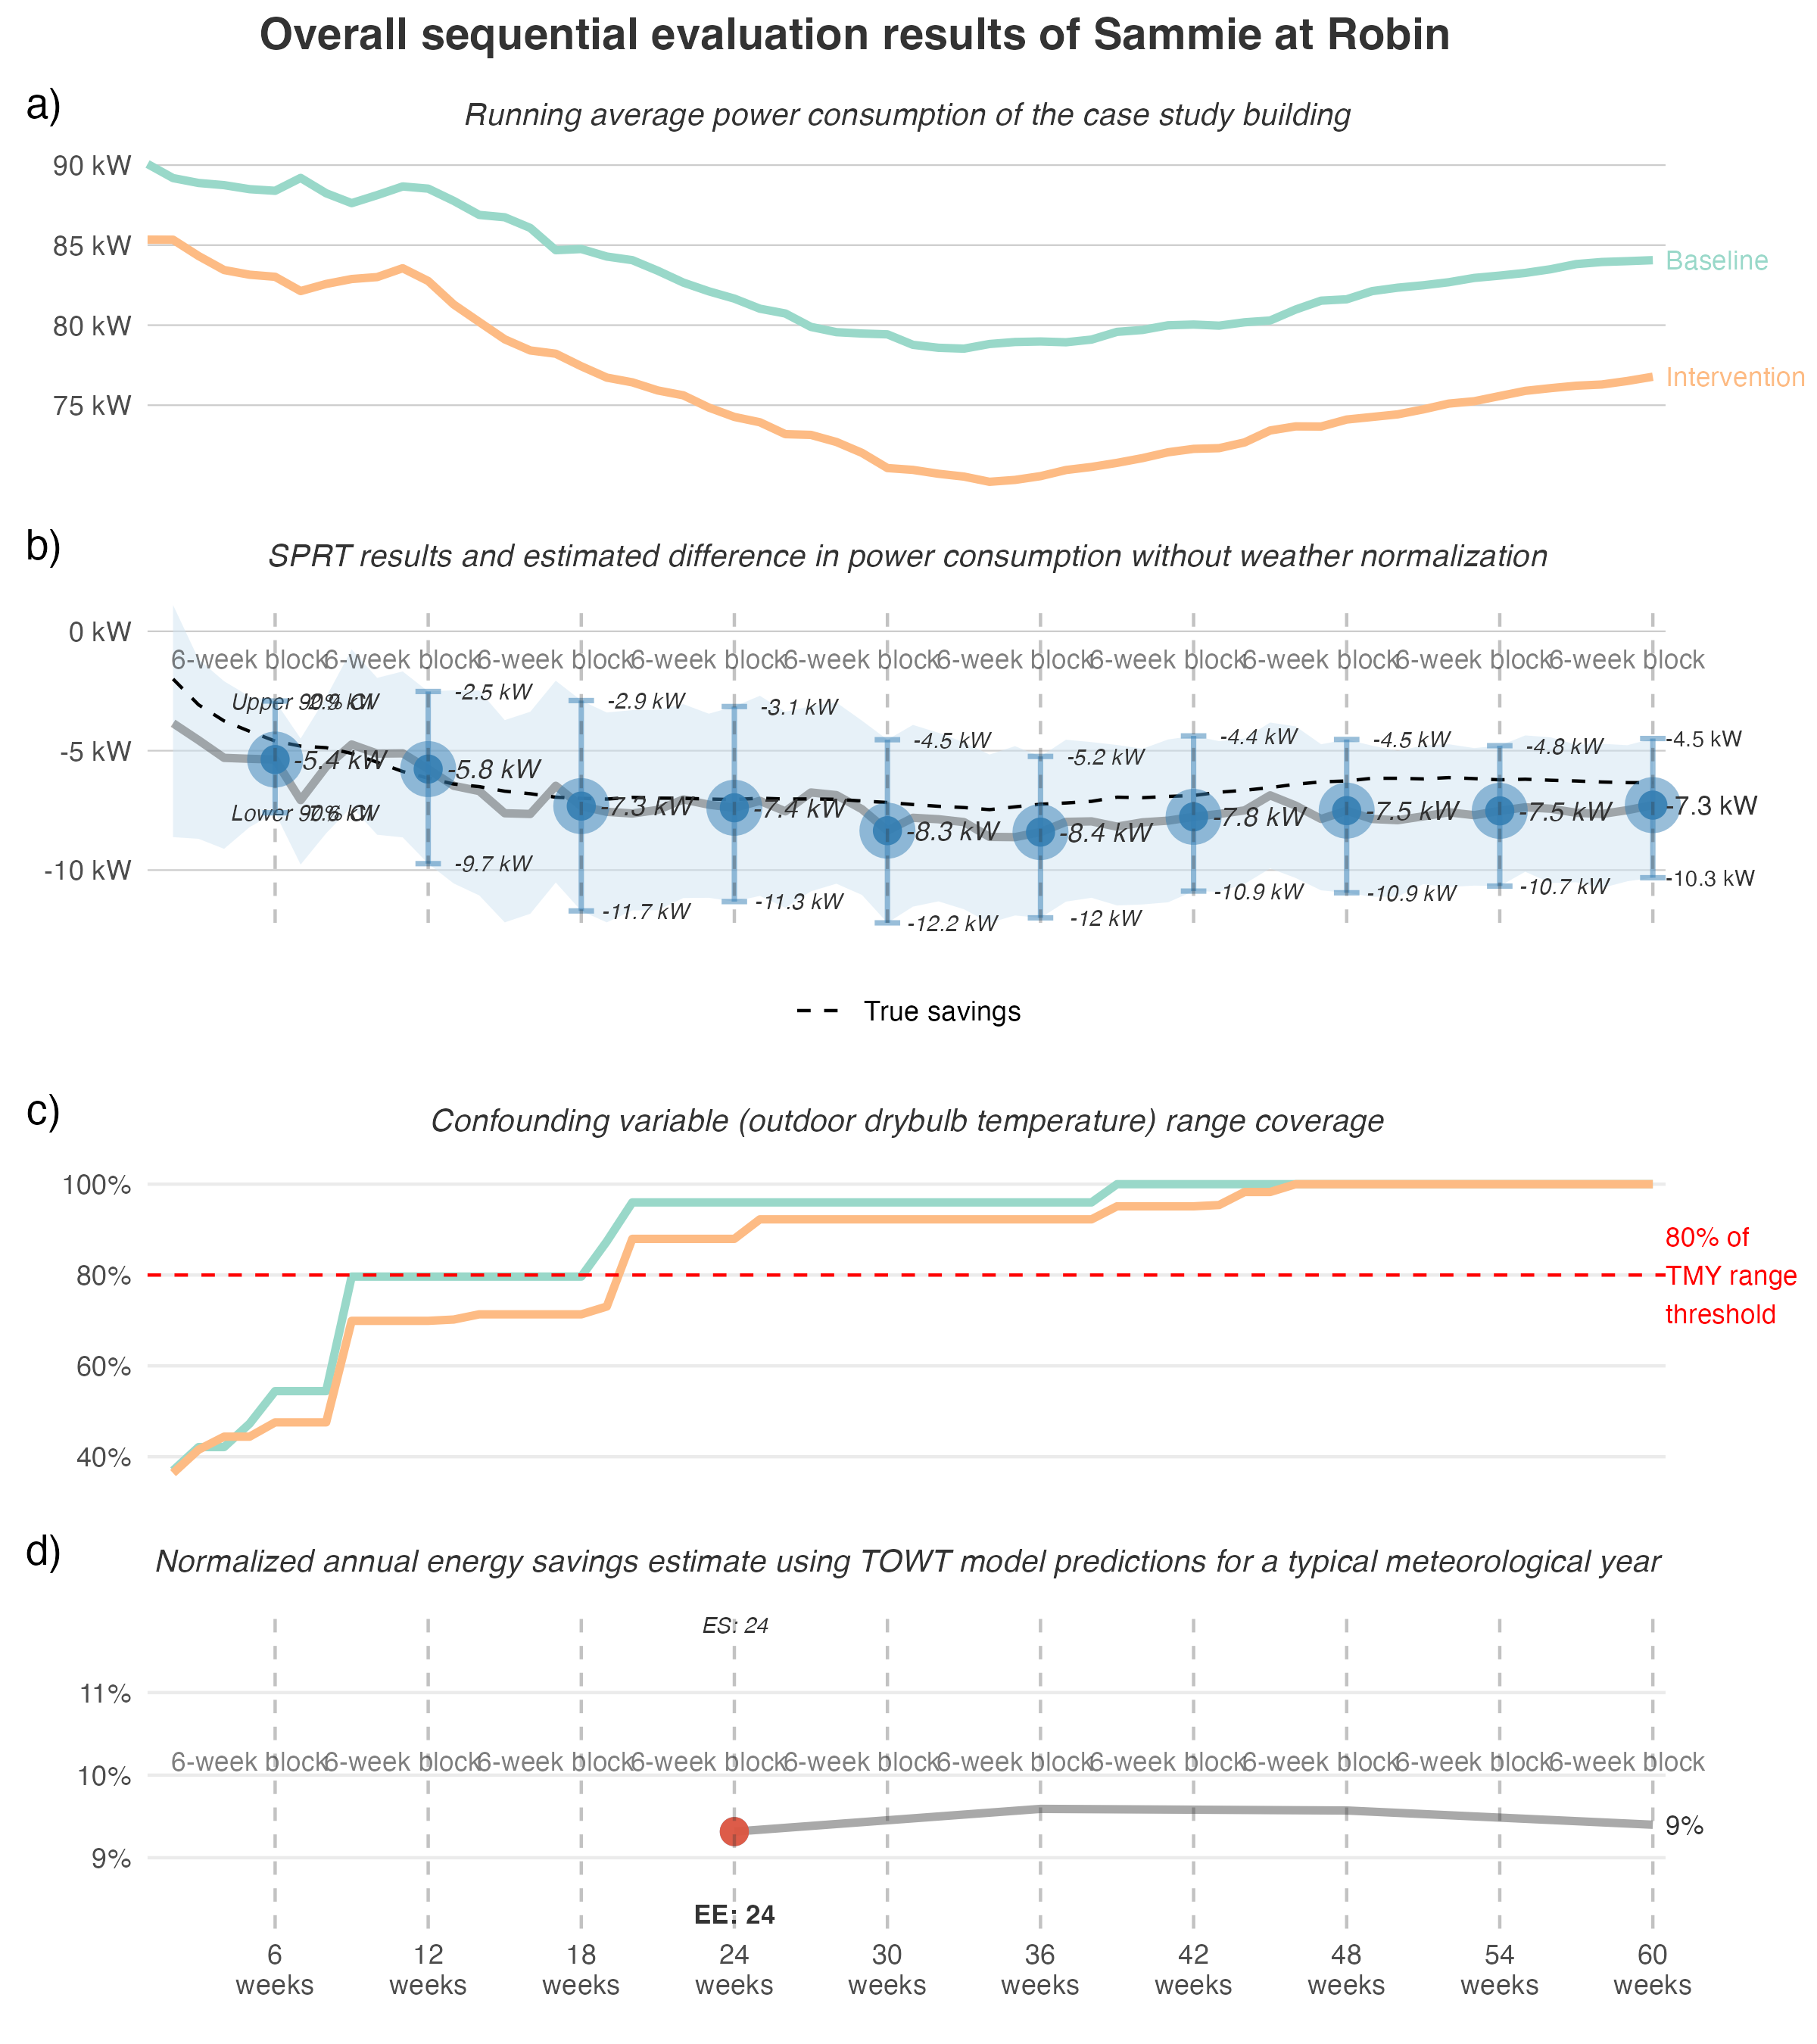 Overall sequential evaluation results of Sammie at Robin
a)
Running average power consumption of the case study building
90 kW
85 kW
80 kW
75 kW
Baseline
Intervention
b)
SPRT results and estimated difference in power consumption without weather normalization
0 kW
-5 kW
-10 kW
6-week block 6-week block 6-week block 6-week block 6-week block 6-week block 6-week block 6-week block 6-week block 6-week block
Upper 90% CI -2.9 kW -2.5 kW -2.9 kW -3.1 kW -4.5 kW -5.2 kW -4.4 kW -4.5 kW -4.8 kW -4.5 kW
-5.4 kW -5.8 kW -7.3 kW -7.4 kW -8.3 kW -8.4 kW -7.8 kW -7.5 kW -7.5 kW -7.3 kW
Lower 90% CI -7.6 kW -9.7 kW -11.7 kW -11.3 kW -12.2 kW -12 kW -10.9 kW -10.9 kW -10.7 kW -10.3 kW
True savings
c)
Confounding variable (outdoor drybulb temperature) range coverage
100%
80%
60%
40%
80% of
TMY range
threshold
d)
Normalized annual energy savings estimate using TOWT model predictions for a typical meteorological year
ES: 24
11%
10%
9%
6-week block 6-week block 6-week block 6-week block 6-week block 6-week block 6-week block 6-week block 6-week block 6-week block
9%
EE: 24
6 12 18 24 30 36 42 48 54 60
weeks weeks weeks weeks weeks weeks weeks weeks weeks weeks